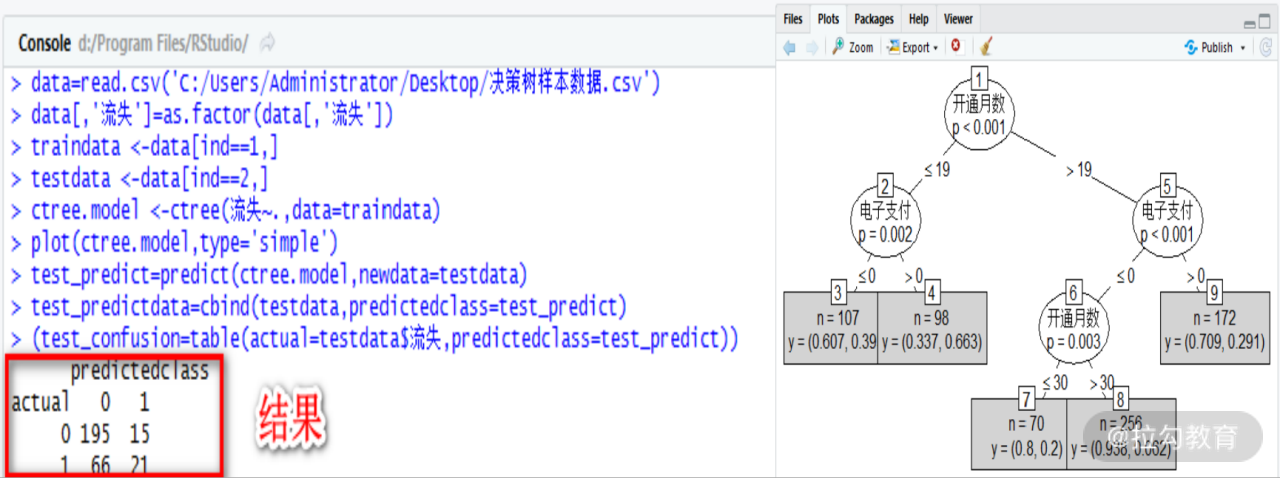 Console d:/Program Files/RStudio/
> data=read.csv('C:/Users/Administrator/Desktop/决策树样本数据.csv')
> data[,'流失']=as.factor(data[,'流失'])
> traindata <-data[ind==1,]
> testdata <-data[ind==2,]
> ctree.model <-ctree(流失~.,data=traindata)
> plot(ctree.model,type='simple')
> test_predict=predict(ctree.model,newdata=testdata)
> test_predictdata=cbind(testdata,predictedclass=test_predict)
> (test_confusion=table(actual=testdata$流失,predictedclass=test_predict))
predictedclass
actual 0 1
0 195 15
1 66 21
结果
Files Plots Packages Help Viewer
Zoom Export Publish
1
开通月数
p < 0.001
≤ 19 > 19
2
电子支付
p = 0.002
5
电子支付
p < 0.001
≤ 0 > 0
≤ 0 > 0
3
n = 107
y = (0.607, 0.39
4
n = 98
y = (0.337, 0.663)
6
开通月数
p = 0.003
9
n = 172
y = (0.709, 0.291)
≤ 30 > 30
7
n = 70
y = (0.8, 0.2)
8
n = 256
y = (0.938, 0.062)
@拉勾教育